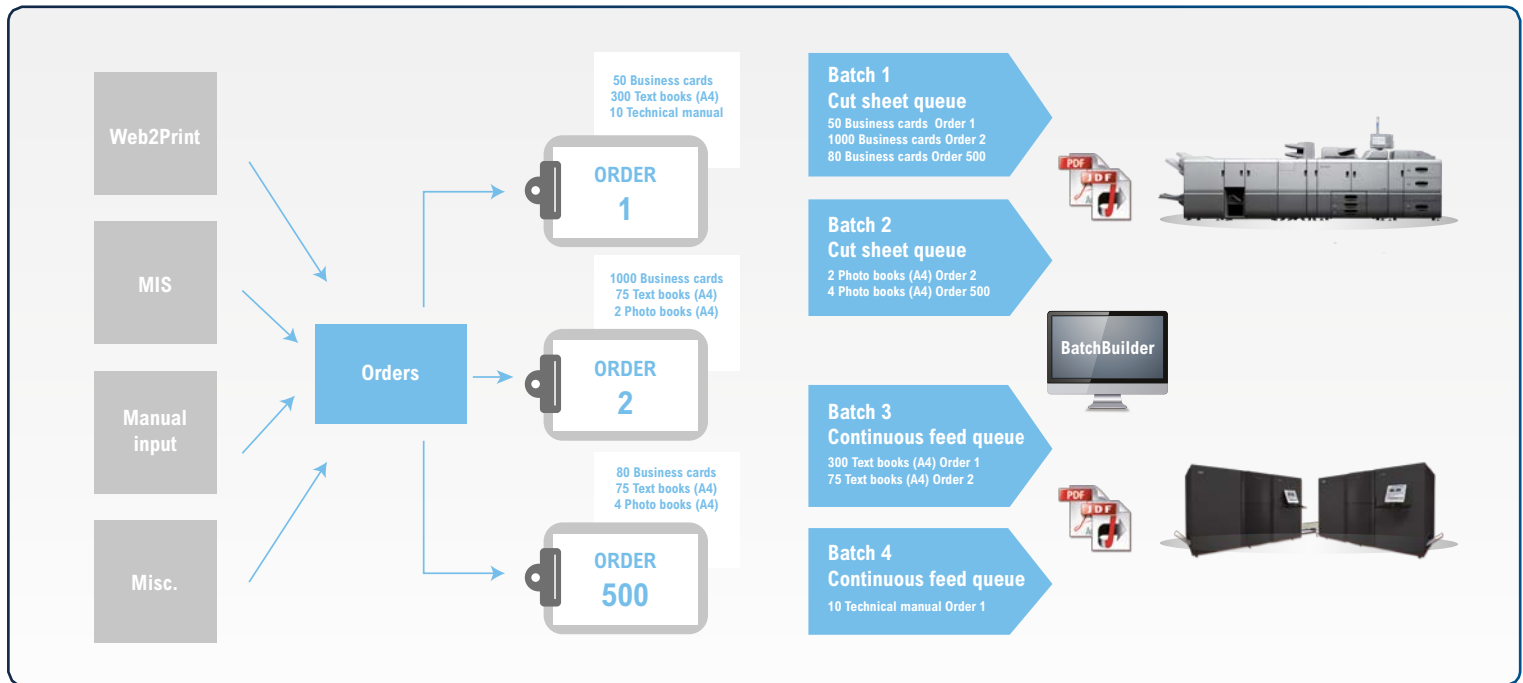 Web2Print
MIS
Manual
input
Misc.
Orders
50 Business cards
300 Text books (A4)
10 Technical manual
ORDER
1
1000 Business cards
75 Text books (A4)
2 Photo books (A4)
ORDER
2
80 Business cards
75 Text books (A4)
4 Photo books (A4)
ORDER
500
Batch 1
Cut sheet queue
50 Business cards Order 1
1000 Business cards Order 2
80 Business cards Order 500
Batch 2
Cut sheet queue
2 Photo books (A4) Order 2
4 Photo books (A4) Order 500
Batch 3
Continuous feed queue
300 Text books (A4) Order 1
75 Text books (A4) Order 2
Batch 4
Continuous feed queue
10 Technical manual Order 1
PDF
JDF
BatchBuilder
PDF
JDF